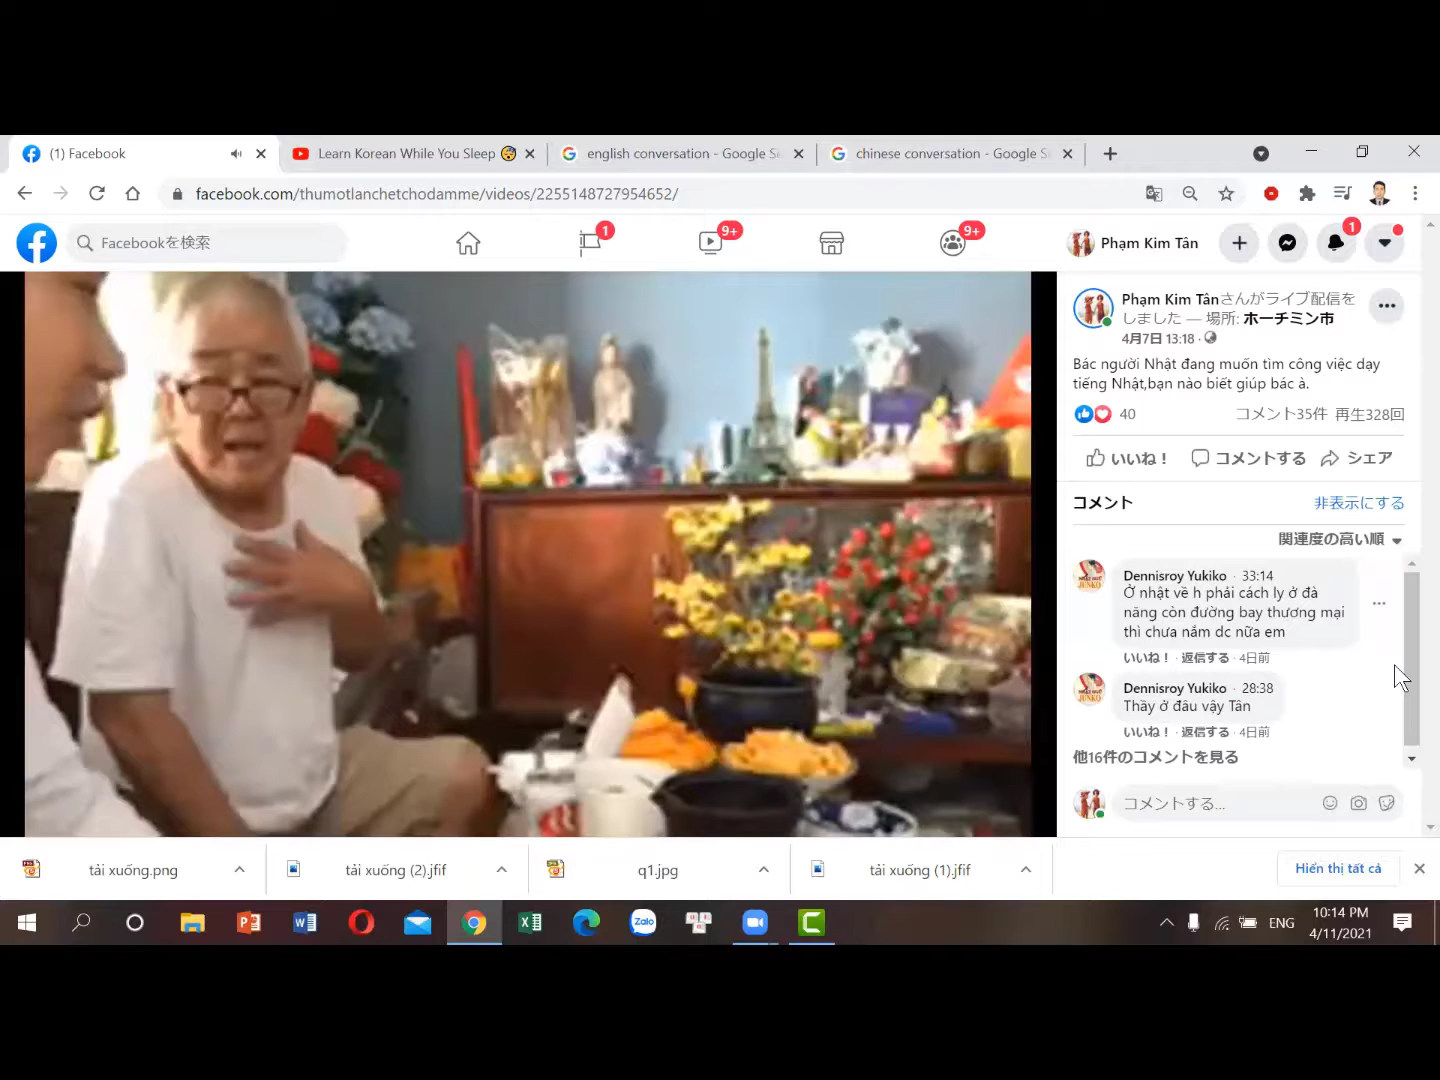 (1) Facebook
Learn Korean While You Sleep
english conversation - Google S
chinese conversation - Google S
facebook.com/thumotlanchetchodamme/videos/2255148727954652/
Facebookを検索
1
9+
9+
Phạm Kim Tân
1
Phạm Kim Tânさんがライブ配信を
しました — 場所: ホーチミン市
4月7日 13:18 ·
Bác người Nhật đang muốn tìm công việc dạy
tiếng Nhật,bạn nào biết giúp bác à.
40
コメント35件 再生328回
いいね！ コメントする シェア
コメント
非表示にする
関連度の高い順
Dennisroy Yukiko · 33:14
Ở nhật về h phải cách ly ở đà
nãng còn đường bay thương mại
thì chưa nắm dc nữa em
いいね！ · 返信する · 4日前
Dennisroy Yukiko · 28:38
Thầy ở đâu vậy Tân
いいね！ · 返信する · 4日前
他16件のコメントを見る
コメントする...
tải xuống.png
tải xuống (2).jfif
q1.jpg
tải xuống (1).jfif
Hiển thị tất cả
Zalo
ENG
10:14 PM
4/11/2021